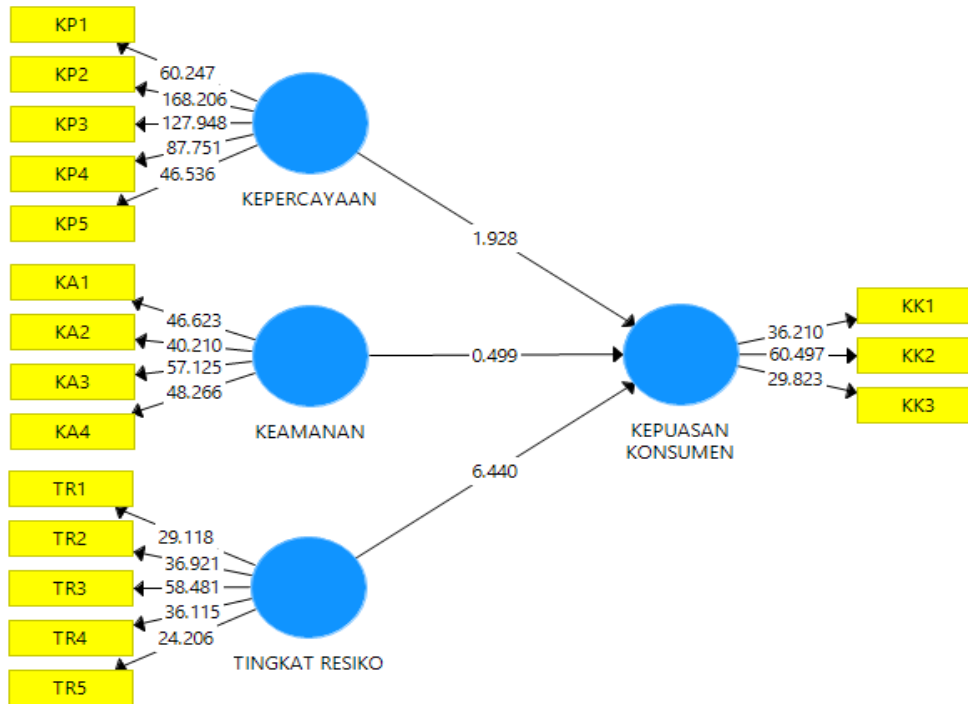 KP1
KP2
KP3
KP4
KP5
60.247
168.206
127.948
87.751
46.536
KEPERCAYAAN
1.928
KA1
KA2
KA3
KA4
46.623
40.210
57.125
48.266
KEAMANAN
0.499
TR1
TR2
TR3
TR4
TR5
29.118
36.921
58.481
36.115
24.206
TINGKAT RESIKO
6.440
KEPUASAN
KONSUMEN
36.210
60.497
29.823
KK1
KK2
KK3